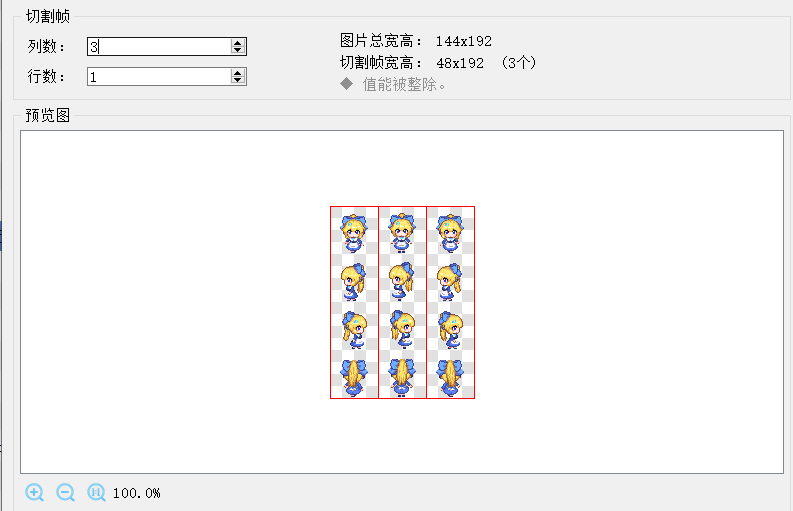 切割帧
列数： 3
图片总宽高： 144x192
切割帧宽高： 48x192 （3个）
行数： 1
◆ 值能被整除。
预览图
100.0%